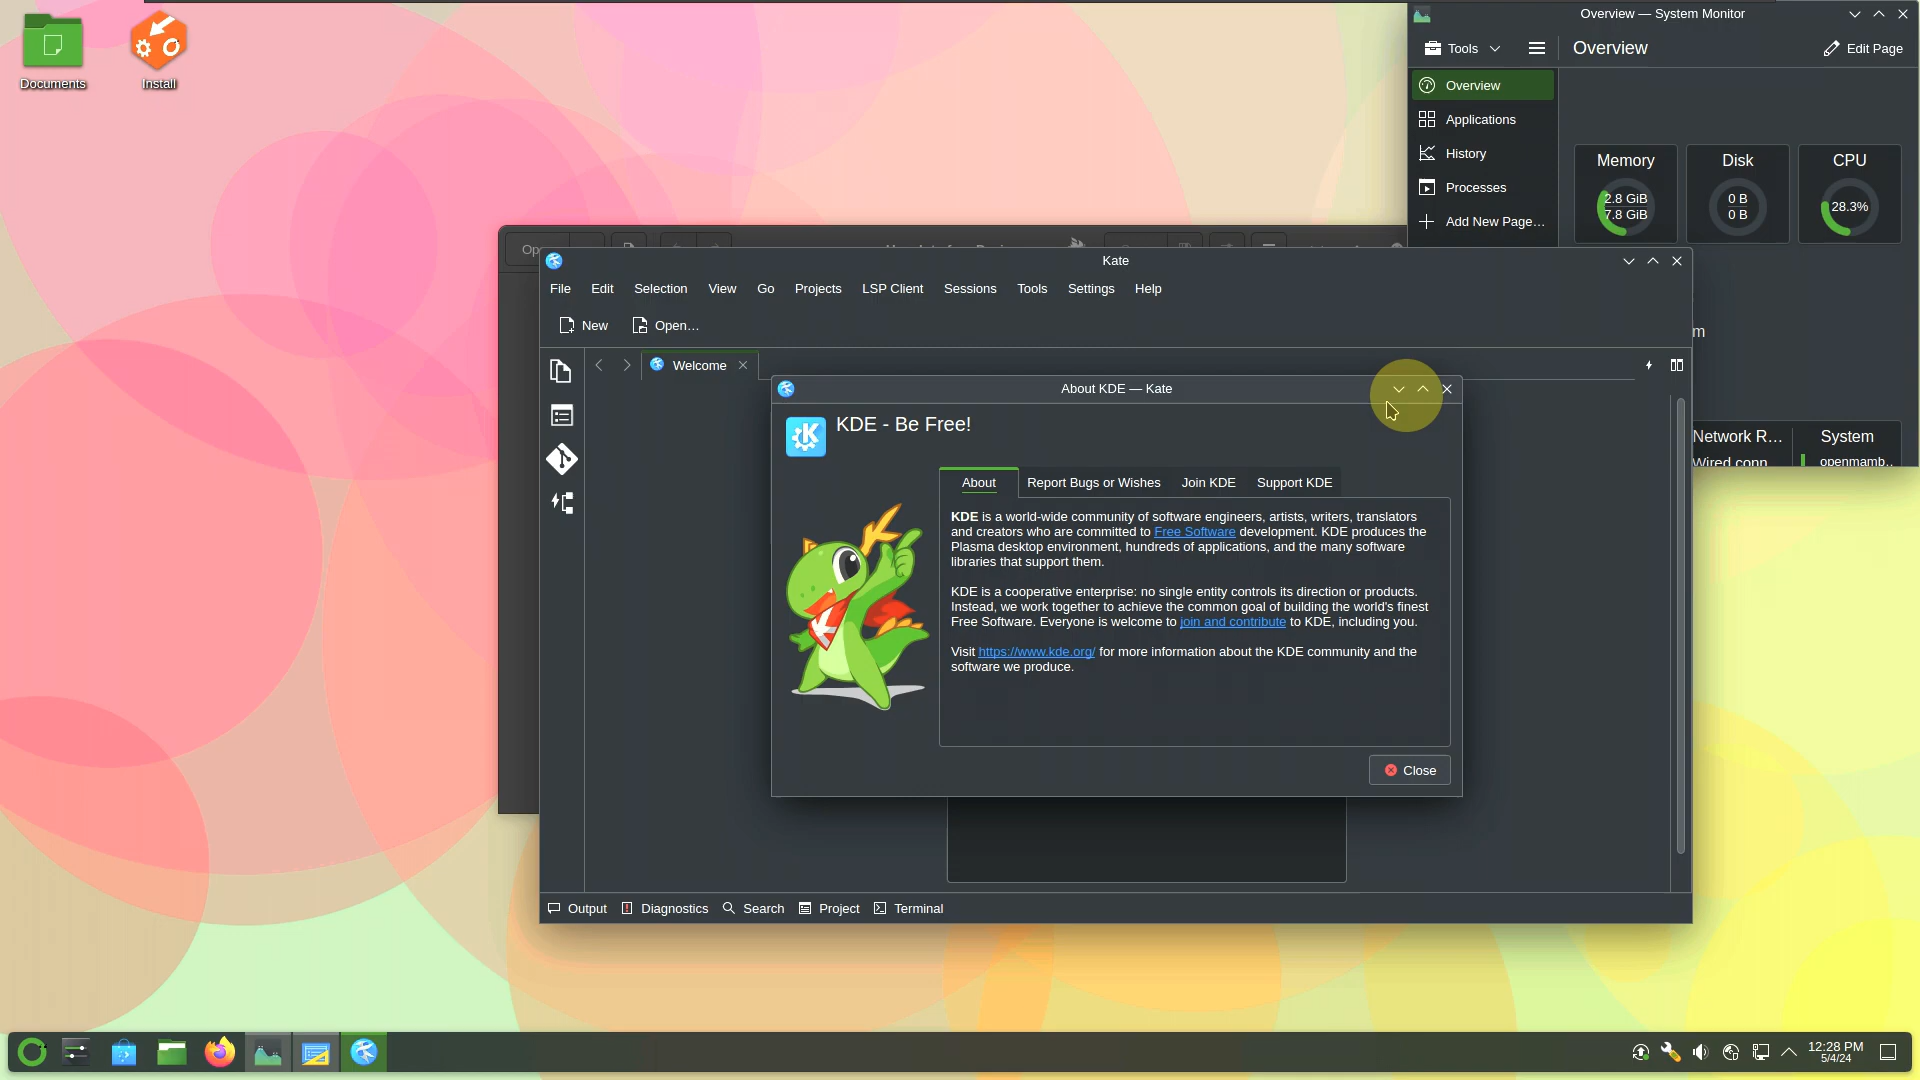 Documents
Install
Overview — System Monitor
Tools
Overview
Edit Page
Overview
Applications
History
Processes
Add New Page...
Memory
2.8 GiB
7.8 GiB
Disk
0 B
0 B
CPU
28.3%
m
Network R...
Wired conn
System
openmamb..
Op
Kate
File Edit Selection View Go Projects LSP Client Sessions Tools Settings Help
New Open...
Welcome
About KDE — Kate
KDE - Be Free!
About Report Bugs or Wishes Join KDE Support KDE
KDE is a world-wide community of software engineers, artists, writers, translators
and creators who are committed to Free Software development. KDE produces the
Plasma desktop environment, hundreds of applications, and the many software
libraries that support them.
KDE is a cooperative enterprise: no single entity controls its direction or products.
Instead, we work together to achieve the common goal of building the world's finest
Free Software. Everyone is welcome to join and contribute to KDE, including you.
Visit https://www.kde.org/ for more information about the KDE community and the
software we produce.
Close
Output Diagnostics Search Project Terminal
12:28 PM
5/4/24